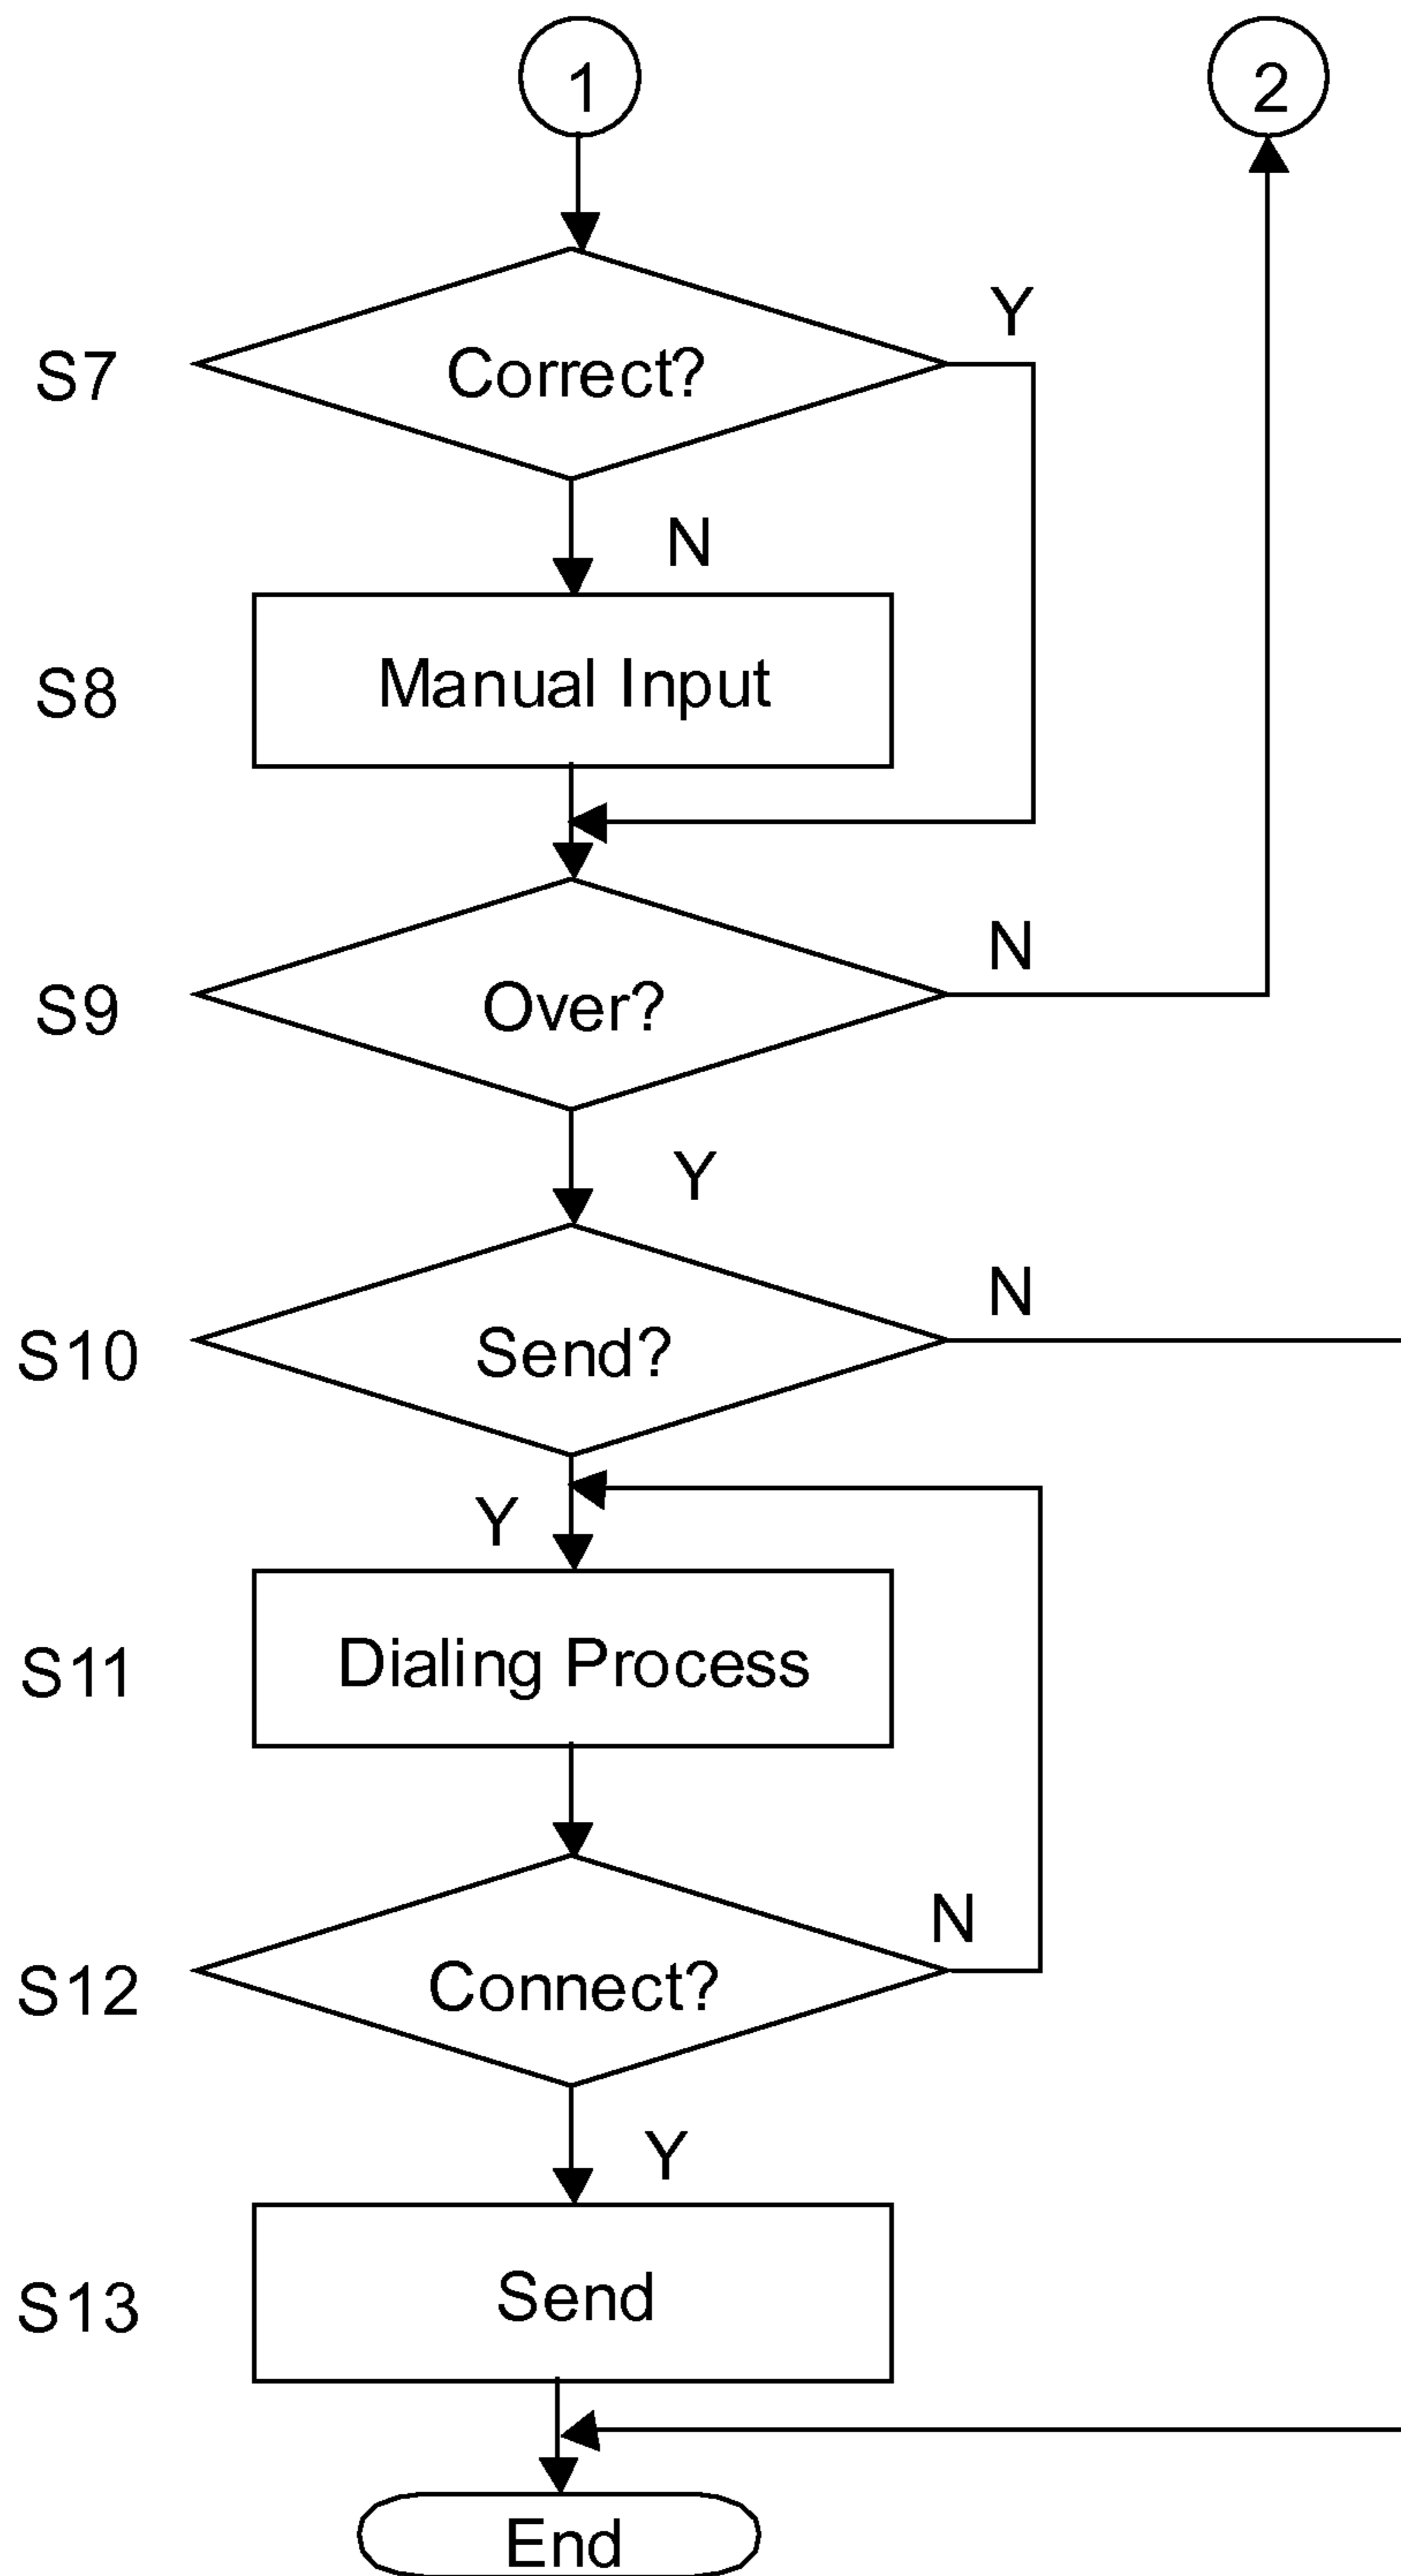 1
2
Y
S7
Correct?
N
S8
Manual Input
N
S9
Over?
Y
N
S10
Send?
Y
S11
Dialing Process
N
S12
Connect?
Y
S13
Send
End